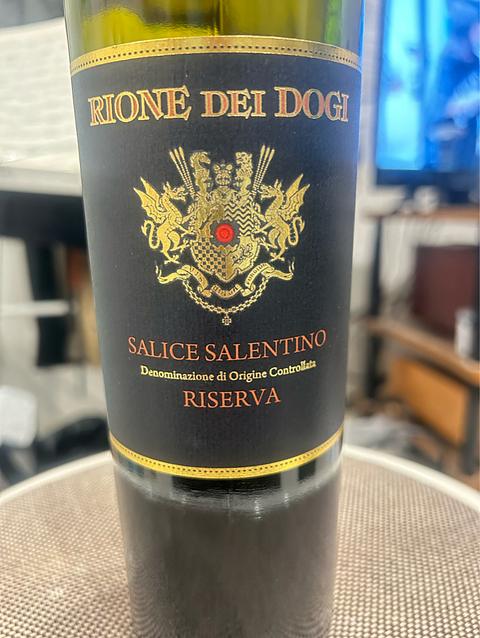 RIONE DEI DOGI
SALICE SALENTINO
Denominazione di Origine Controllata
RISERVA